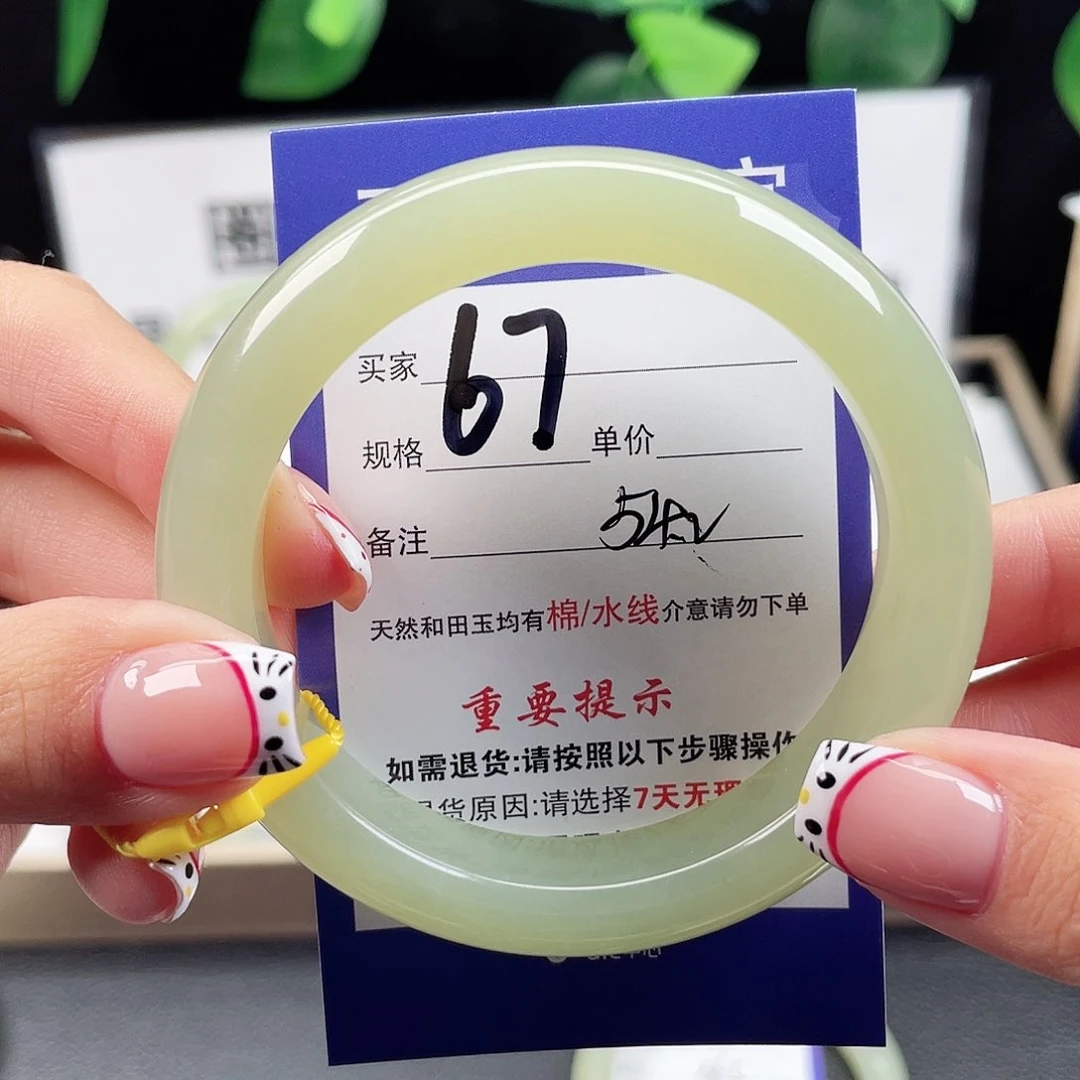 买家 67
规格 单价
备注 54
天然和田玉均有棉/水线介意请勿下单
重要提示
如需退货:请按照以下步骤操作
货原因:请选择7天无理